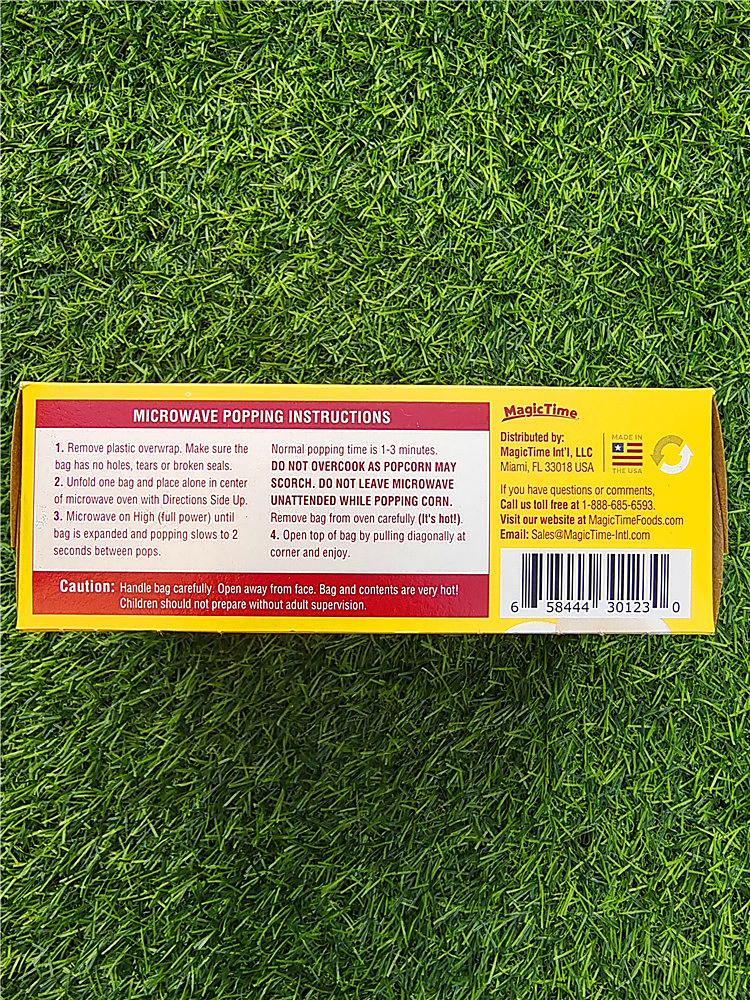 MICROWAVE POPPING INSTRUCTIONS
1. Remove plastic overwrap. Make sure the
bag has no holes, tears or broken seals.
2. Unfold one bag and place alone in center
of microwave oven with Directions Side Up.
3. Microwave on High (full power) until
bag is expanded and popping slows to 2
seconds between pops.
Normal popping time is 1-3 minutes.
DO NOT OVERCOOK AS POPCORN MAY
SCORCH. DO NOT LEAVE MICROWAVE
UNATTENDED WHILE POPPING CORN.
Remove bag from oven carefully (It's hot!).
4. Open top of bag by pulling diagonally at
corner and enjoy.
Caution: Handle bag carefully. Open away from face. Bag and contents are very hot!
Children should not prepare without adult supervision.
MagicTime
Distributed by:
MagicTime Int'l, LLC
Miami, FL 33018 USA
MADE IN
THE USA
If you have questions or comments,
Call us toll free at 1-888-685-6593.
Visit our website at MagicTimeFoods.com
Email: Sales@MagicTime-Intl.com
6 58444 30123 0